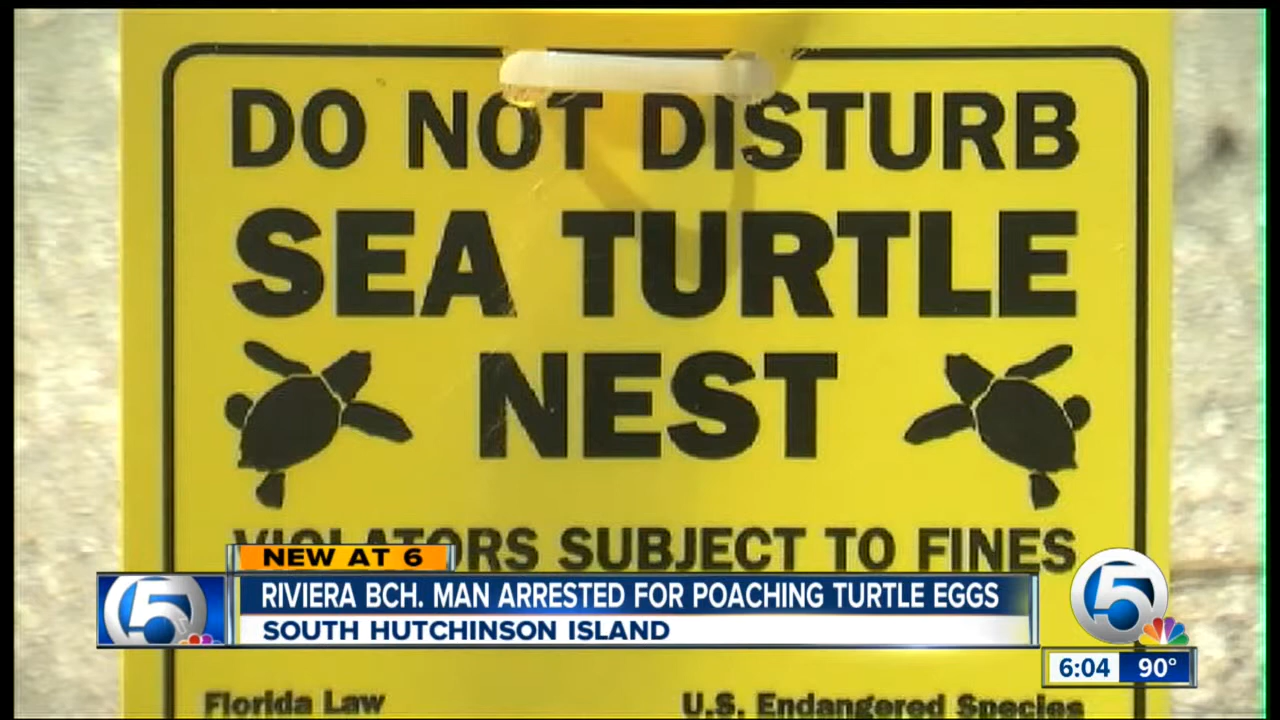 DO NOT DISTURB
SEA TURTLE
NEST
VIOLATORS SUBJECT TO FINES
NEW AT 6
5 RIVIERA BCH. MAN ARRESTED FOR POACHING TURTLE EGGS
SOUTH HUTCHINSON ISLAND
5
6:04 90°
Florida Law U.S. Endangered Species